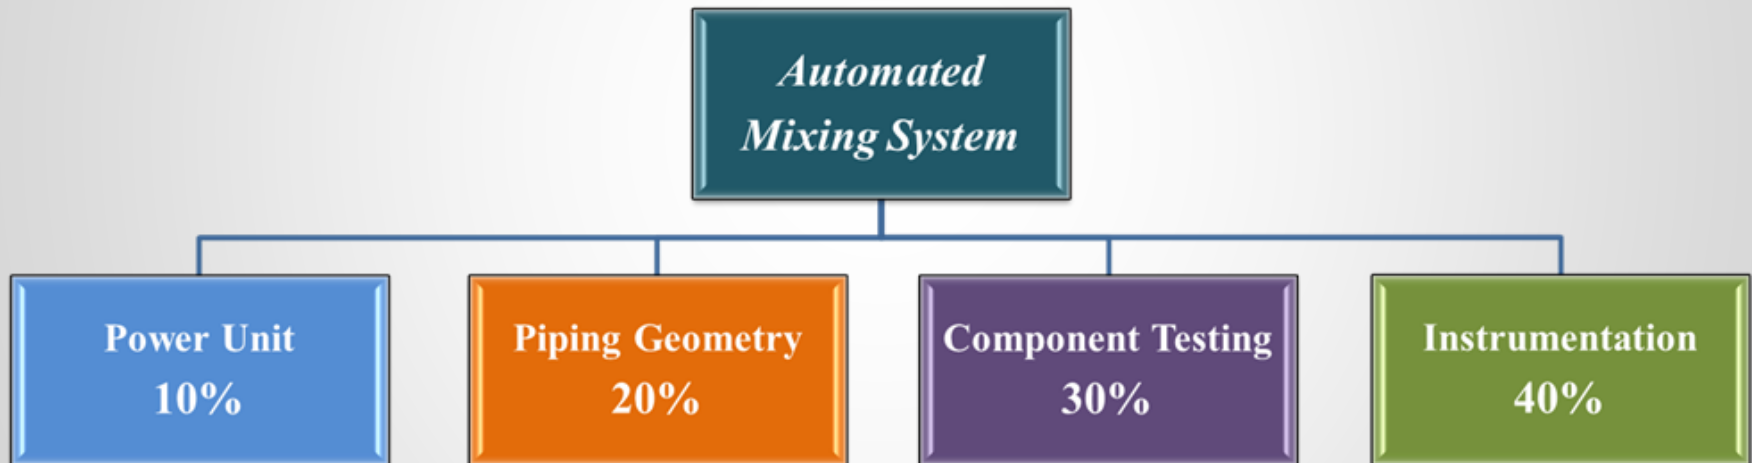 Automated
Mixing System
Power Unit
10%
Piping Geometry
20%
Component Testing
30%
Instrumentation
40%